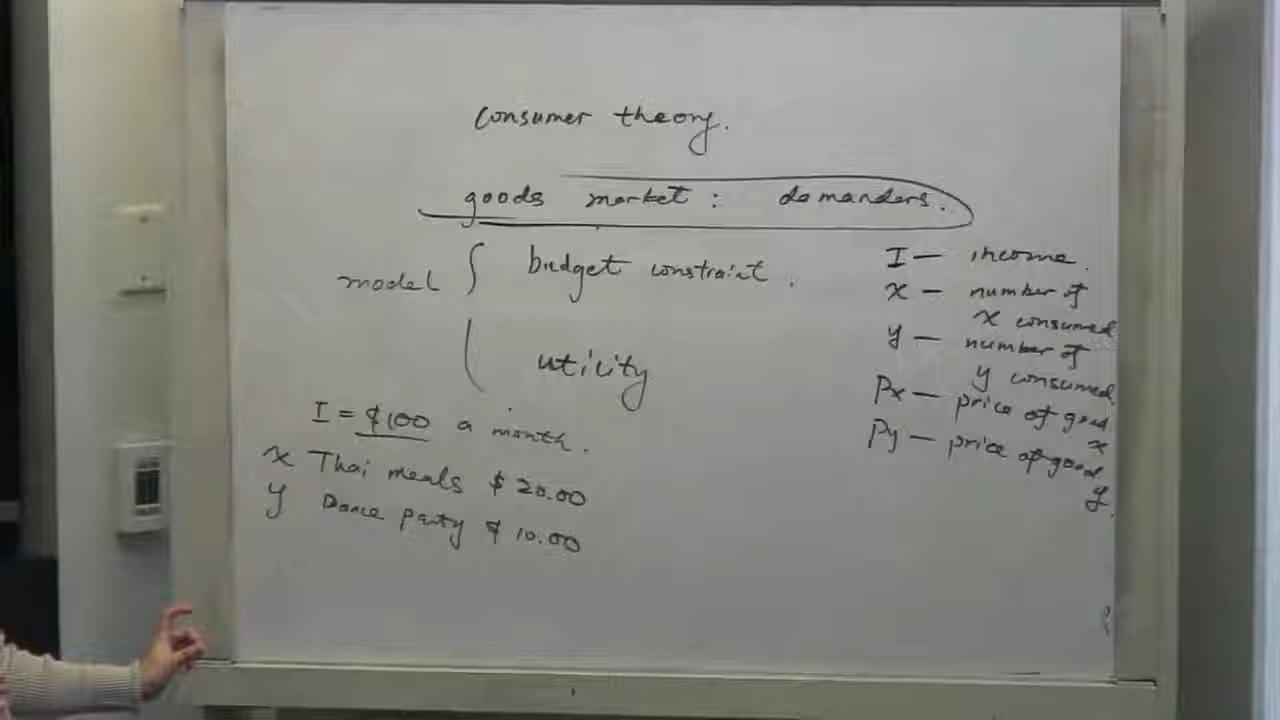 Consumer theory.
goods market: demanders.
model { budget constraint.
uticity
I = $100 a month.
x Thai meals $20.00
y Dance party $10.00
I — income.
x — number of
x consumed
y — number of
y consumed.
Px — price of good
x
Py — price of good
y.